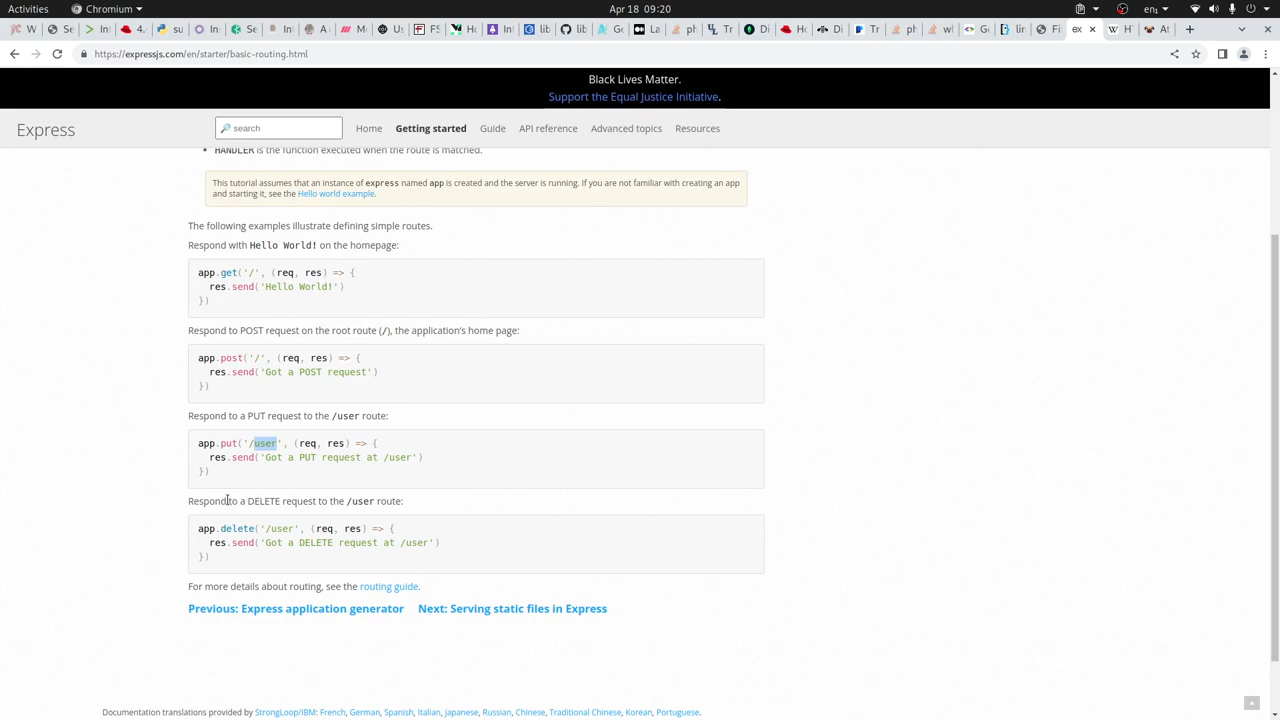 Activities
Chromium
Apr 18 09:20
https://expressjs.com/en/starter/basic-routing.html
Black Lives Matter.
Support the Equal Justice Initiative.
Express
search
Home
Getting started
Guide
API reference
Advanced topics
Resources
HANDLER is the function executed when the route is matched.
This tutorial assumes that an instance of express named app is created and the server is running. If you are not familiar with creating an app
and starting it, see the Hello world example.
The following examples illustrate defining simple routes.
Respond with Hello World! on the homepage:
app.get('/', (req, res) => {
res.send('Hello World!')
})
Respond to POST request on the root route (/), the application's home page:
app.post('/', (req, res) => {
res.send('Got a POST request')
})
Respond to a PUT request to the /user route:
app.put('/user', (req, res) => {
res.send('Got a PUT request at /user')
})
Respond to a DELETE request to the /user route:
app.delete('/user', (req, res) => {
res.send('Got a DELETE request at /user')
})
For more details about routing, see the routing guide.
Previous: Express application generator
Next: Serving static files in Express
Documentation translations provided by StrongLoop/IBM: French, German, Spanish, Italian, Japanese, Russian, Chinese, Traditional Chinese, Korean, Portuguese.